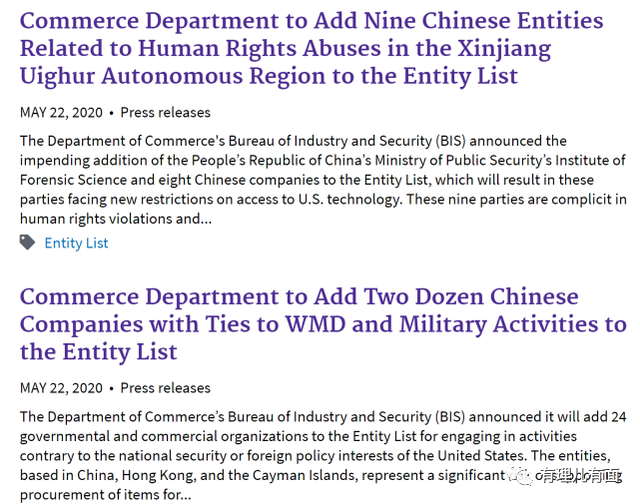 Commerce Department to Add Nine Chinese Entities
Related to Human Rights Abuses in the Xinjiang
Uighur Autonomous Region to the Entity List
MAY 22, 2020 • Press releases
The Department of Commerce's Bureau of Industry and Security (BIS) announced the
impending addition of the People’s Republic of China’s Ministry of Public Security’s Institute of
Forensic Science and eight Chinese companies to the Entity List, which will result in these
parties facing new restrictions on access to U.S. technology. These nine parties are complicit in
human rights violations and...
Entity List
Commerce Department to Add Two Dozen Chinese
Companies with Ties to WMD and Military Activities to
the Entity List
MAY 22, 2020 • Press releases
The Department of Commerce’s Bureau of Industry and Security (BIS) announced it will add 24
governmental and commercial organizations to the Entity List for engaging in activities
contrary to the national security or foreign policy interests of the United States. The entities,
based in China, Hong Kong, and the Cayman Islands, represent a significant
procurement of items for...
有理儿有面